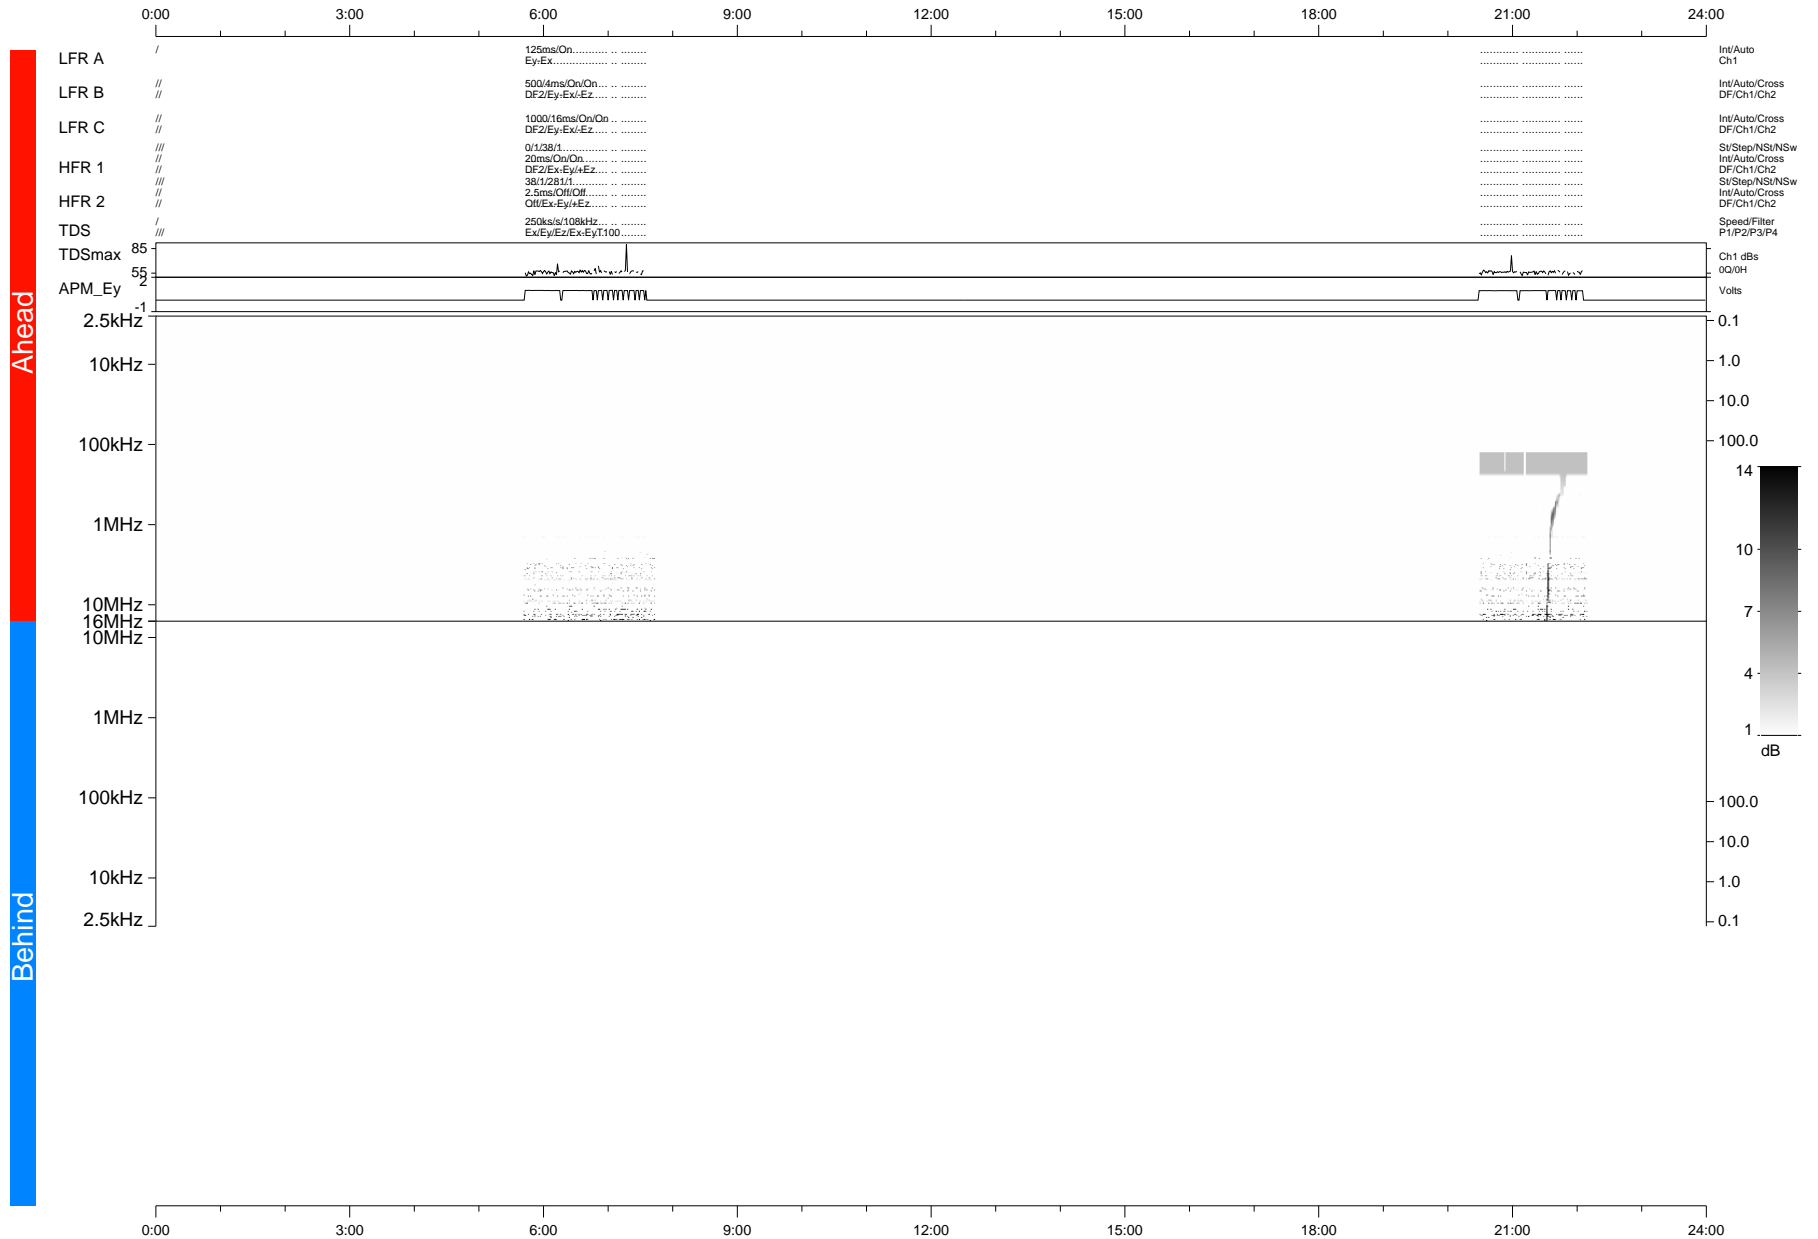 0:00 3:00 6:00 9:00 12:00 15:00 18:00 21:00 24:00
LFR A / 125ms/On Int/Auto
Ey-Ex Ch1
LFR B // 500/4ms/On/On Int/Auto/Cross
// DF2/Ey-Ex/-Ez DF/Ch1/Ch2
LFR C // 1000/16ms/On/On Int/Auto/Cross
// DF2/Ey-Ex/-Ez DF/Ch1/Ch2
/// 0/1/38/1 St/Step/NSt/NSw
HFR 1 // 20ms/On/On Int/Auto/Cross
// DF2/Ex-Ey/+Ez DF/Ch1/Ch2
/// 38/1/281/1 St/Step/NSt/NSw
HFR 2 // 2.5ms/Off/Off Int/Auto/Cross
// Off/Ex-Ey/+Ez DF/Ch1/Ch2
TDS / 250ks/s/108kHz Speed/Filter
/// Ex/Ey/Ez/Ex-EyT100 P1/P2/P3/P4
TDSmax 85 Ch1 dBs
55 0Q/0H
APM_Ey 2 Volts
-1
Ahead
2.5kHz 0.1
10kHz 1.0
10.0
100kHz 100.0
1MHz
10MHz
16MHz
14
10
7
4
1
dB
Behind
10MHz
1MHz
100kHz 100.0
10.0
10kHz 1.0
2.5kHz 0.1
0:00 3:00 6:00 9:00 12:00 15:00 18:00 21:00 24:00